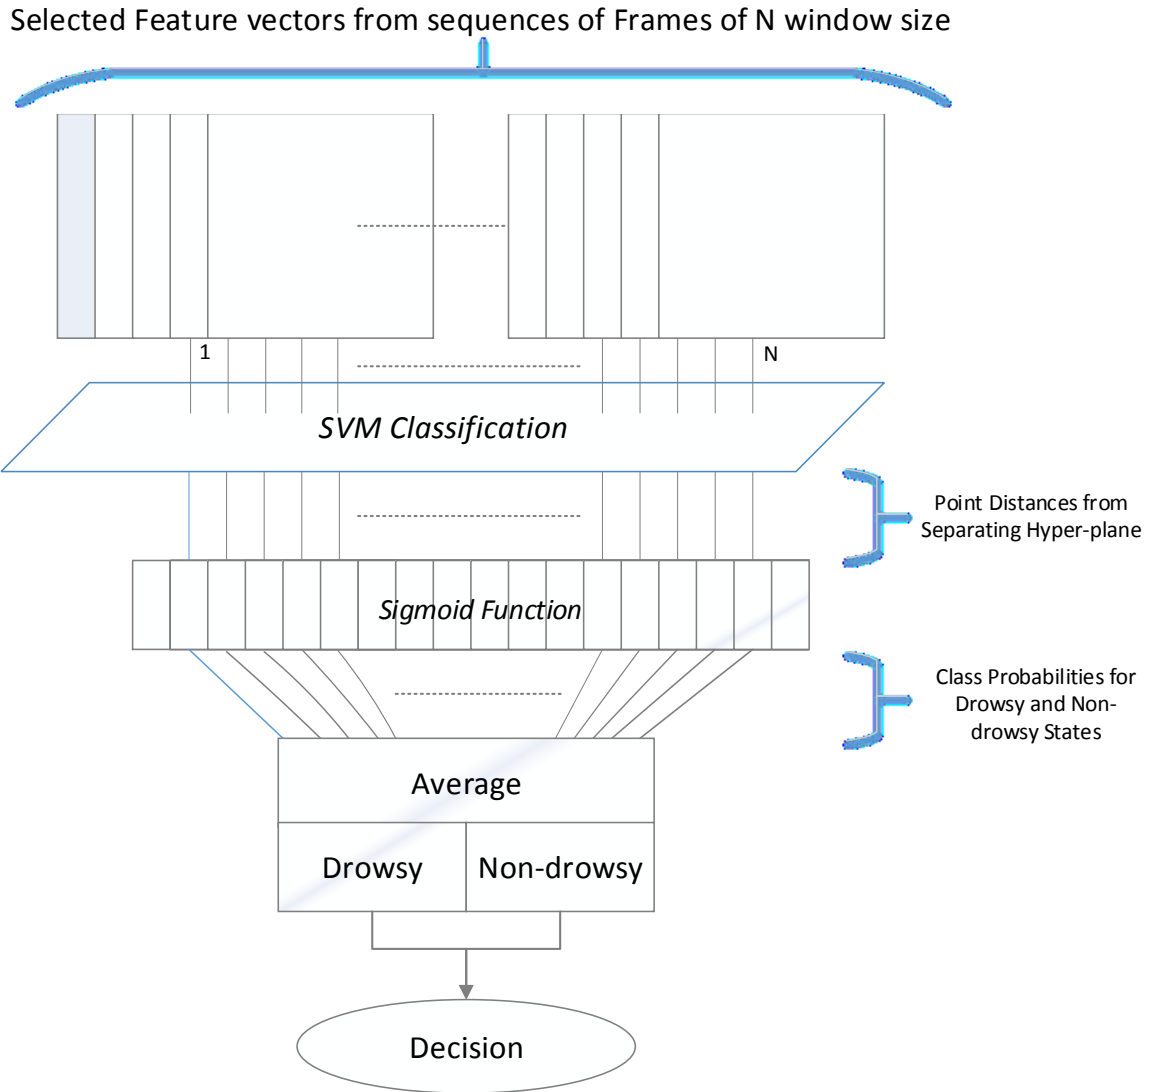 Selected Feature vectors from sequences of Frames of N window size
1
N
SVM Classification
Point Distances from
Separating Hyper-plane
Sigmoid Function
Class Probabilities for
Drowsy and Non-
drowsy States
Average
Drowsy
Non-drowsy
Decision